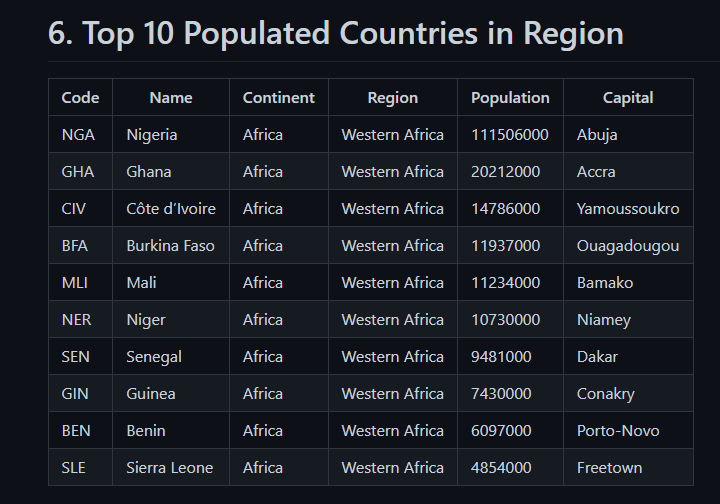 6. Top 10 Populated Countries in Region
Code Name Continent Region Population Capital
NGA Nigeria Africa Western Africa 111506000 Abuja
GHA Ghana Africa Western Africa 20212000 Accra
CIV Côte d’Ivoire Africa Western Africa 14786000 Yamoussoukro
BFA Burkina Faso Africa Western Africa 11937000 Ouagadougou
MLI Mali Africa Western Africa 11234000 Bamako
NER Niger Africa Western Africa 10730000 Niamey
SEN Senegal Africa Western Africa 9481000 Dakar
GIN Guinea Africa Western Africa 7430000 Conakry
BEN Benin Africa Western Africa 6097000 Porto-Novo
SLE Sierra Leone Africa Western Africa 4854000 Freetown